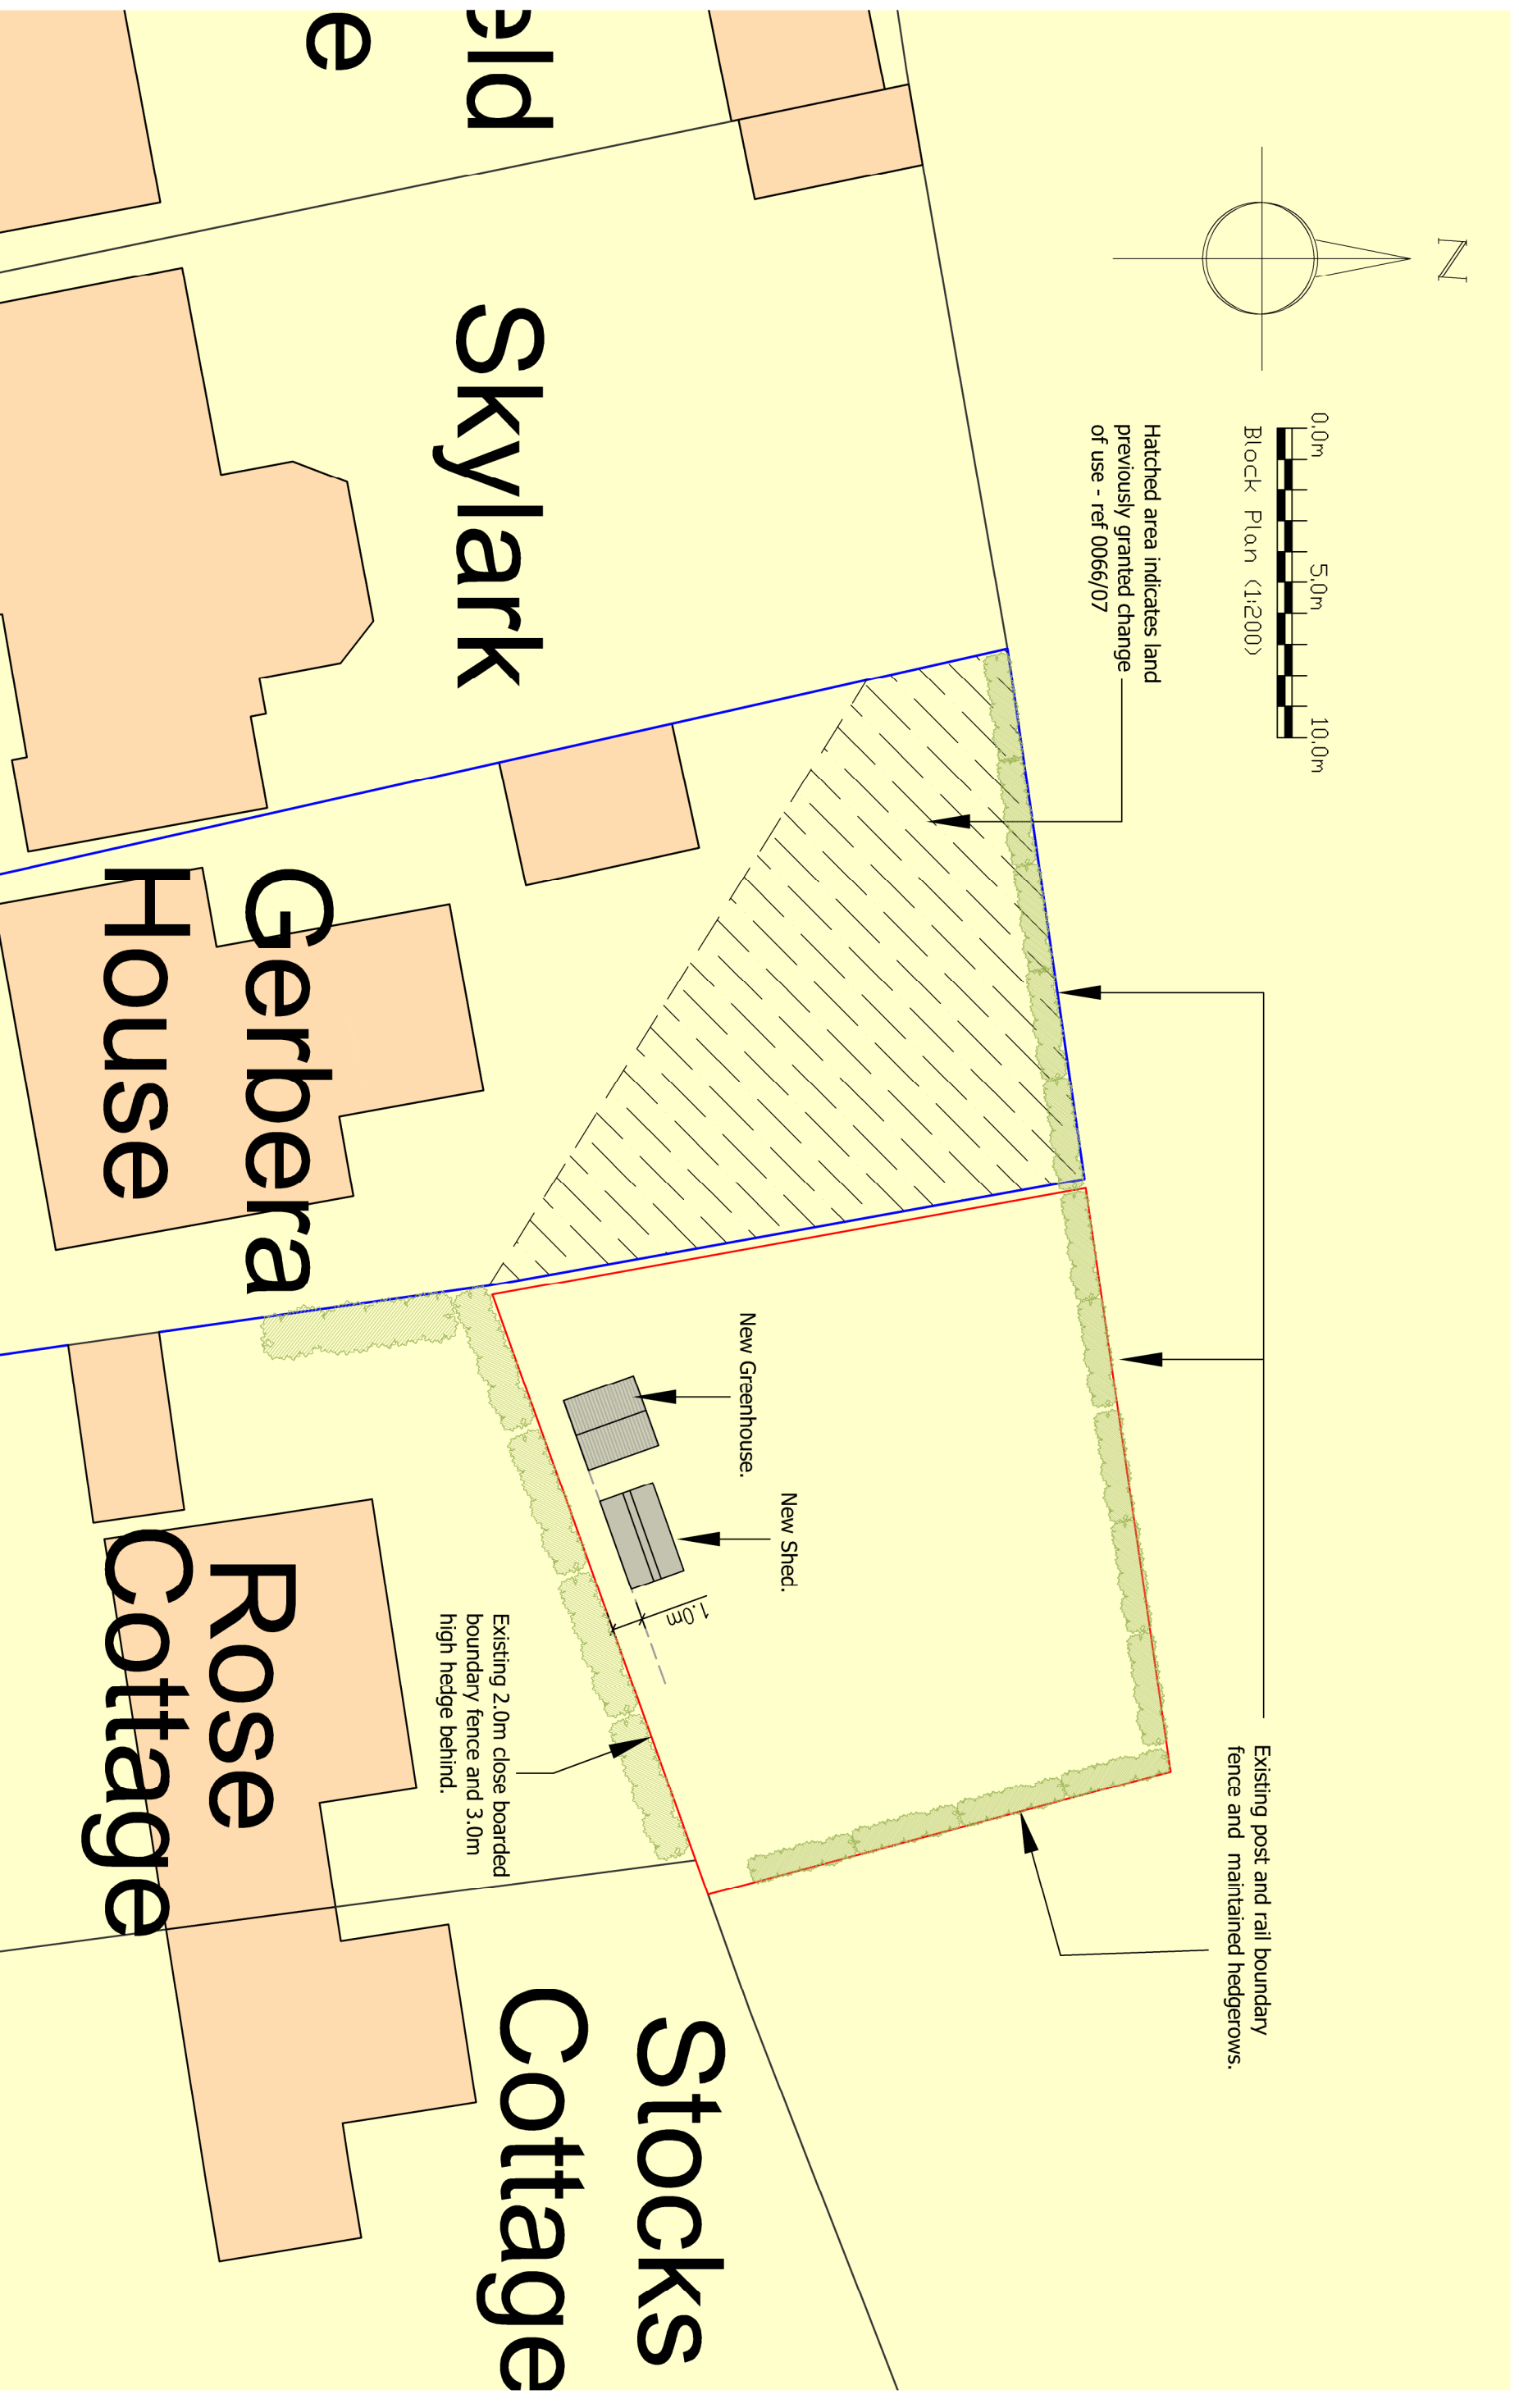 N
0.0m 5.0m 10.0m
Block Plan (1:200)
Hatched area indicates land
previously granted change
of use - ref 0066/07
Existing post and rail boundary
fence and maintained hedgerows.
New Greenhouse.
New Shed.
1.0m
Existing 2.0m close boarded
boundary fence and 3.0m
high hedge behind.
eld
e
Skylark
Gerbera
House
Rose
Cottage
Stocks
Cottage